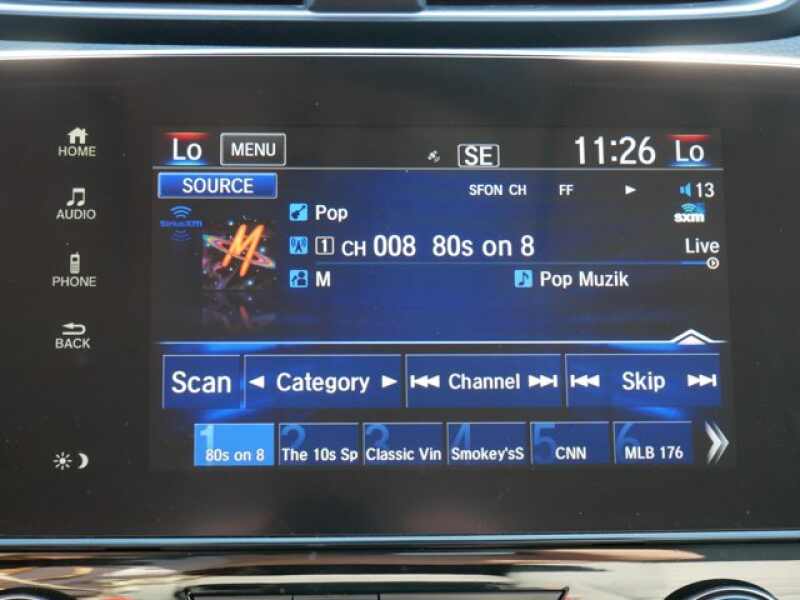 HOME
AUDIO
PHONE
BACK
Lo MENU SE 11:26 Lo
SOURCE SFON CH FF 13
SiriusXM M Pop sxm
1 CH 008 80s on 8 Live
M Pop Muzik
Scan Category Channel Skip
1 80s on 8
2 The 10s Sp
3 Classic Vin
4 Smokey'sS
5 CNN
6 MLB 176